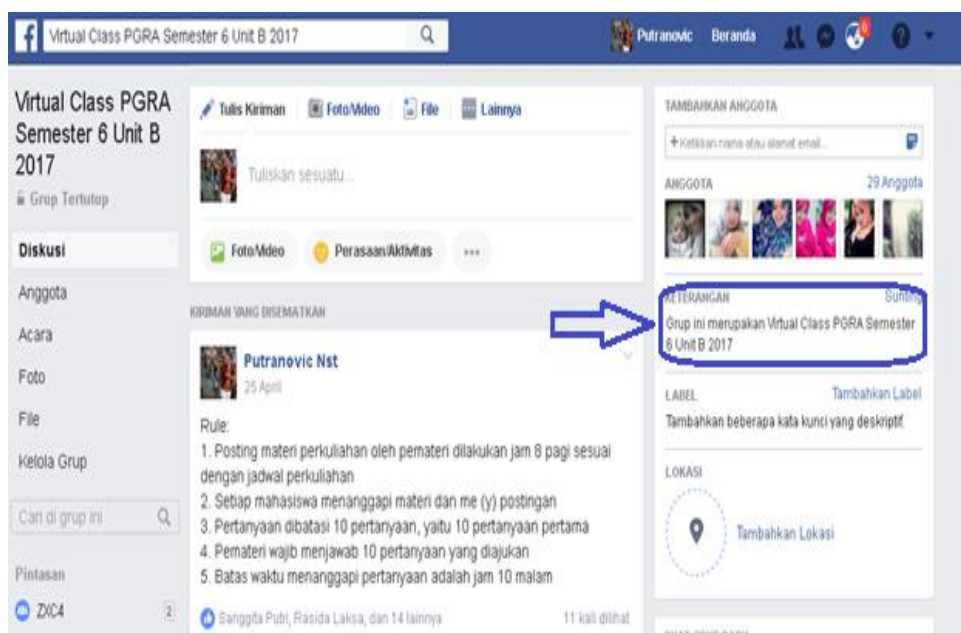 f Virtual Class PGRA Semester 6 Unit B 2017
Putranovic Beranda
Virtual Class PGRA
Semester 6 Unit B
2017
Grup Tertutup
Diskusi
Anggota
Acara
Foto
File
Kelola Grup
Cari di grup ini
Pintasan
ZXC4 2
Tulis Kiriman Foto/Video File Lainnya
Tuliskan sesuatu...
Foto/Video Perasaan/Aktivitas
KIRIMAN YANG DISEMATKAN
Putranovic Nst
25 April
Rule:
1. Posting materi perkuliahan oleh pemateri dilakukan jam 8 pagi sesuai
dengan jadwal perkuliahan
2. Setiap mahasiswa menanggapi materi dan me (y) postingan
3. Pertanyaan dibatasi 10 pertanyaan, yaitu 10 pertanyaan pertama
4. Pemateri wajib menjawab 10 pertanyaan yang diajukan
5. Batas waktu menanggapi pertanyaan adalah jam 10 malam
Sanggita Putri, Rasida Laksa, dan 14 lainnya 11 kali dilihat
TAMBAHKAN ANGGOTA
+ Ketikkan nama atau alamat email...
ANGGOTA 29 Anggota
KETERANGAN Sunting
Grup ini merupakan Virtual Class PGRA Semester
6 Unit B 2017
LABEL Tambahkan Label
Tambahkan beberapa kata kunci yang deskriptif.
LOKASI
Tambahkan Lokasi